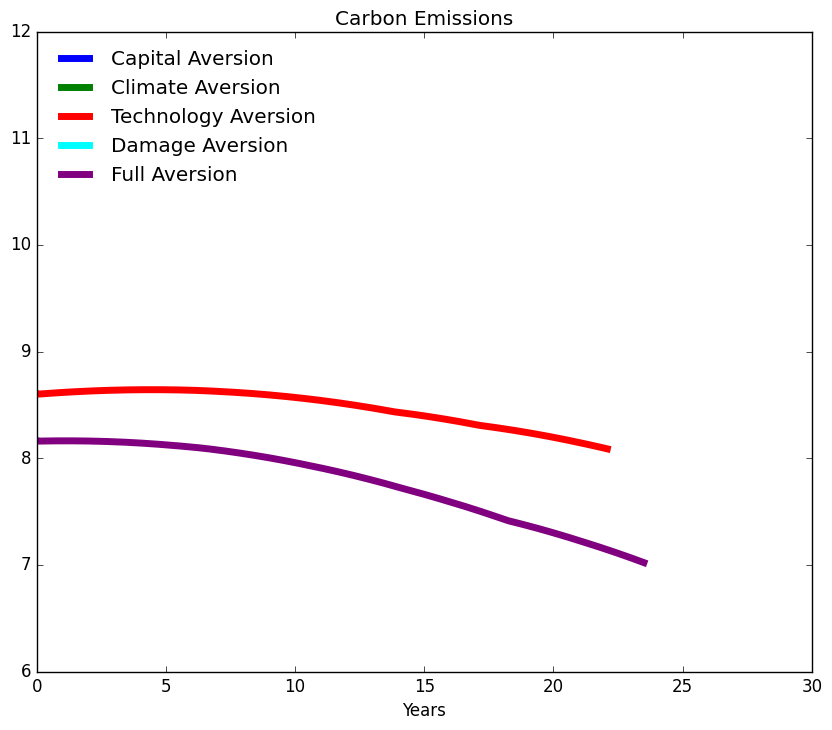 Carbon Emissions
12
11
10
9
8
7
6
Capital Aversion
Climate Aversion
Technology Aversion
Damage Aversion
Full Aversion
0 5 10 15 20 25 30
Years